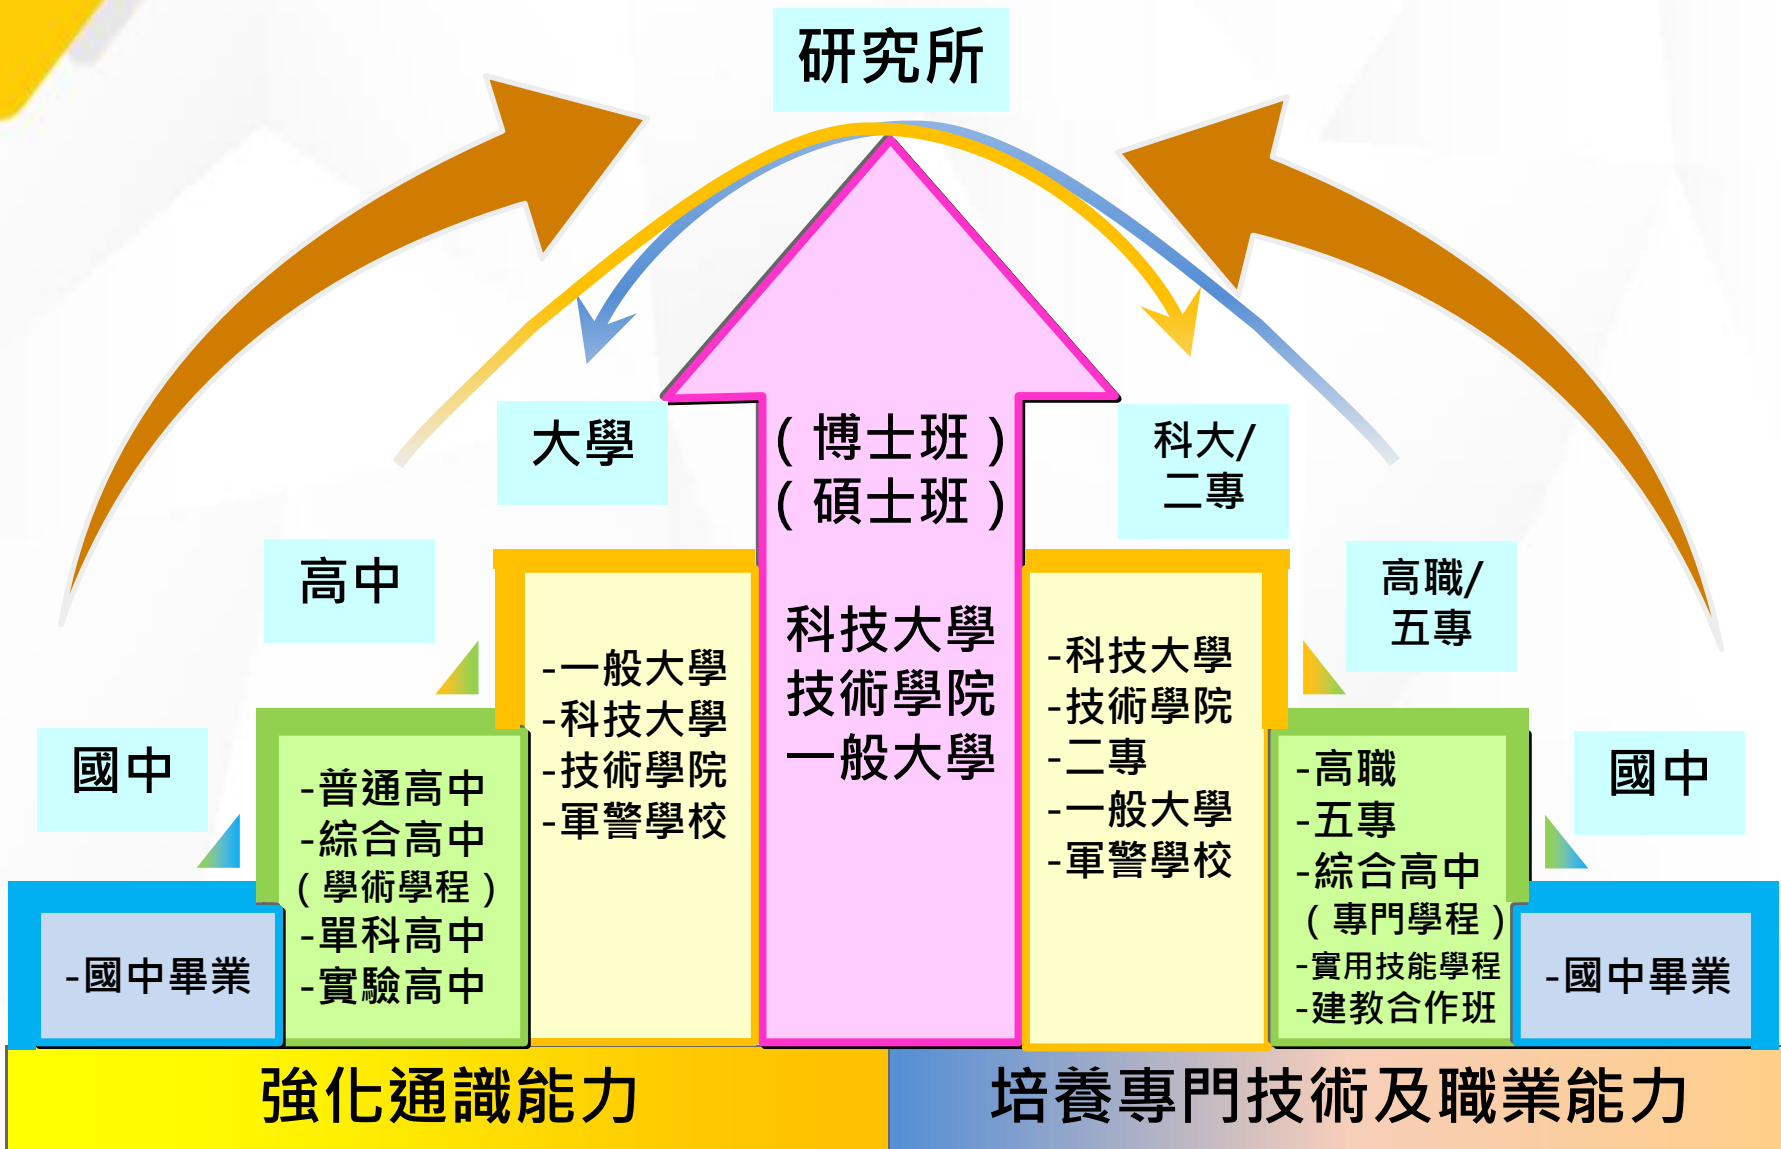 研究所
大學
(博士班)
(碩士班)
科技大學
技術學院
一般大學
科大/
二專
高中
高職/
五專
國中
國中
-國中畢業
-普通高中
-綜合高中
(學術學程)
-單科高中
-實驗高中
-一般大學
-科技大學
-技術學院
-軍警學校
-科技大學
-技術學院
-二專
-一般大學
-軍警學校
-高職
-五專
-綜合高中
(專門學程)
-實用技能學程
-建教合作班
-國中畢業
強化通識能力
培養專門技術及職業能力